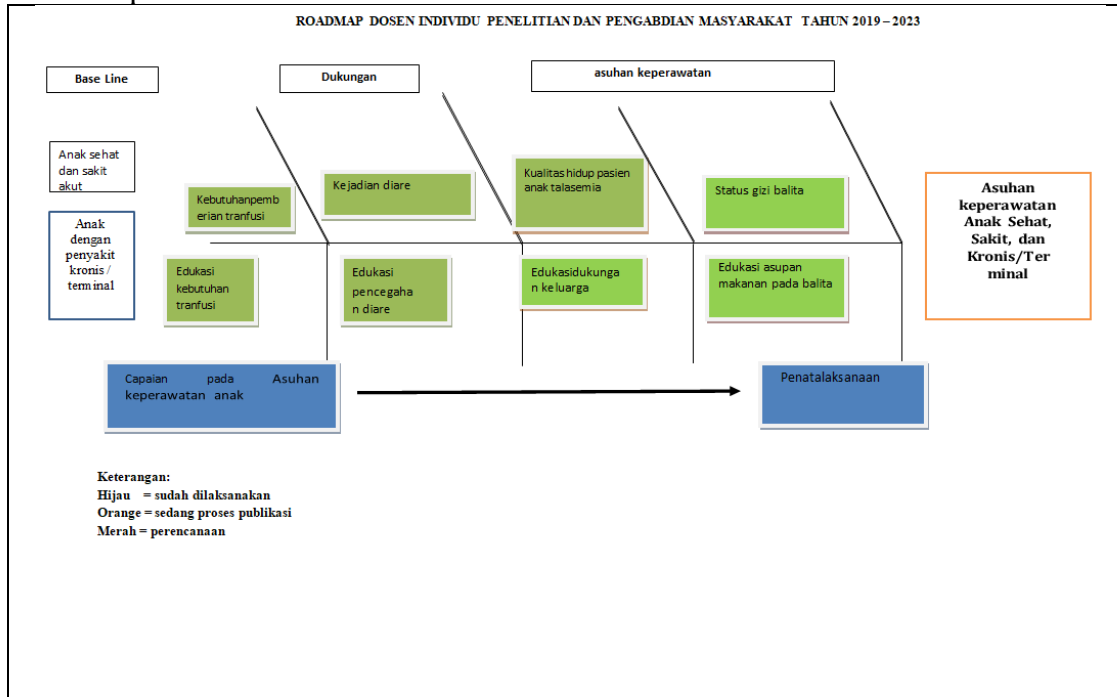 ROADMAP DOSEN INDIVIDU PENELITIAN DAN PENGABDIAN MASYARAKAT TAHUN 2019 – 2023
Base Line
Dukungan
asuhan keperawatan
Anak sehat
dan sakit
akut
Anak
dengan
penyakit
kronis /
terminal
Kebutuhanpemb
erian tranfusi
Kejadian diare
Kualitas hidup pasien
anak talasemia
Status gizi balita
Edukasi
kebutuhan
tranfusi
Edukasi
pencegaha
n diare
Edukasidukunga
n keluarga
Edukasi asupan
makanan pada balita
Asuhan
keperawatan
Anak Sehat,
Sakit, dan
Kronis/Ter
minal
Capaian pada Asuhan
keperawatan anak
Penatalaksanaan
Keterangan:
Hijau = sudah dilaksanakan
Orange = sedang proses publikasi
Merah = perencanaan